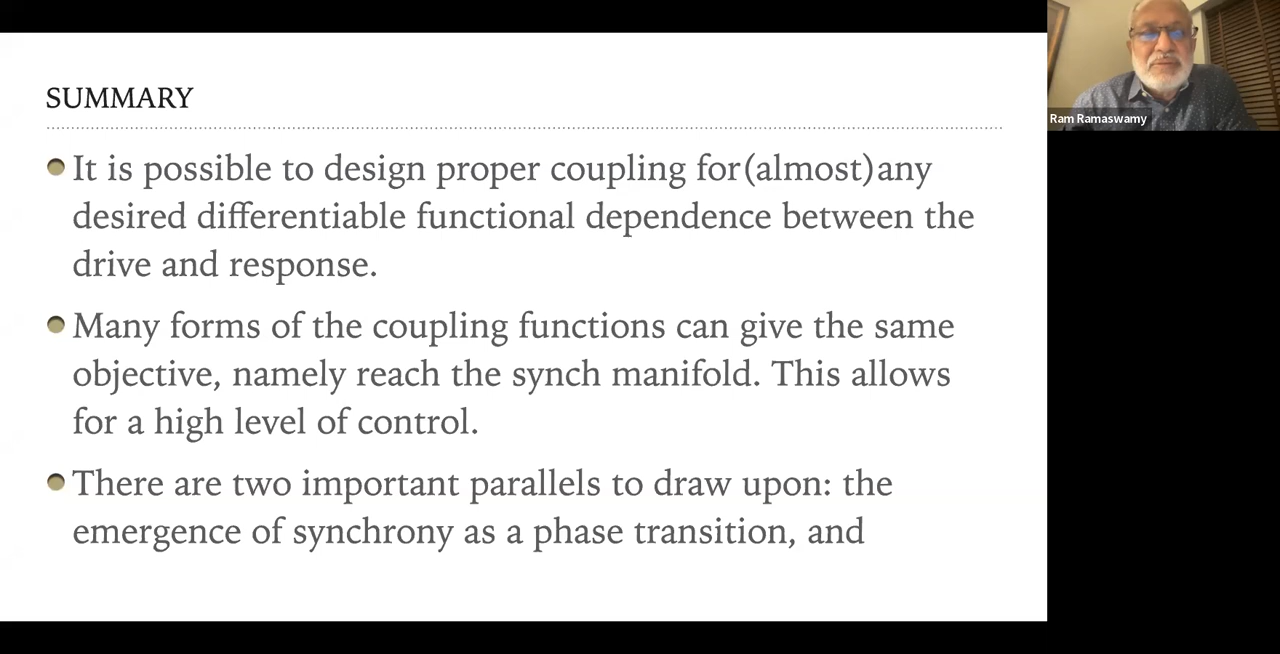 SUMMARY
It is possible to design proper coupling for(almost)any
desired differentiable functional dependence between the
drive and response.
Many forms of the coupling functions can give the same
objective, namely reach the synch manifold. This allows
for a high level of control.
There are two important parallels to draw upon: the
emergence of synchrony as a phase transition, and
Ram Ramaswamy